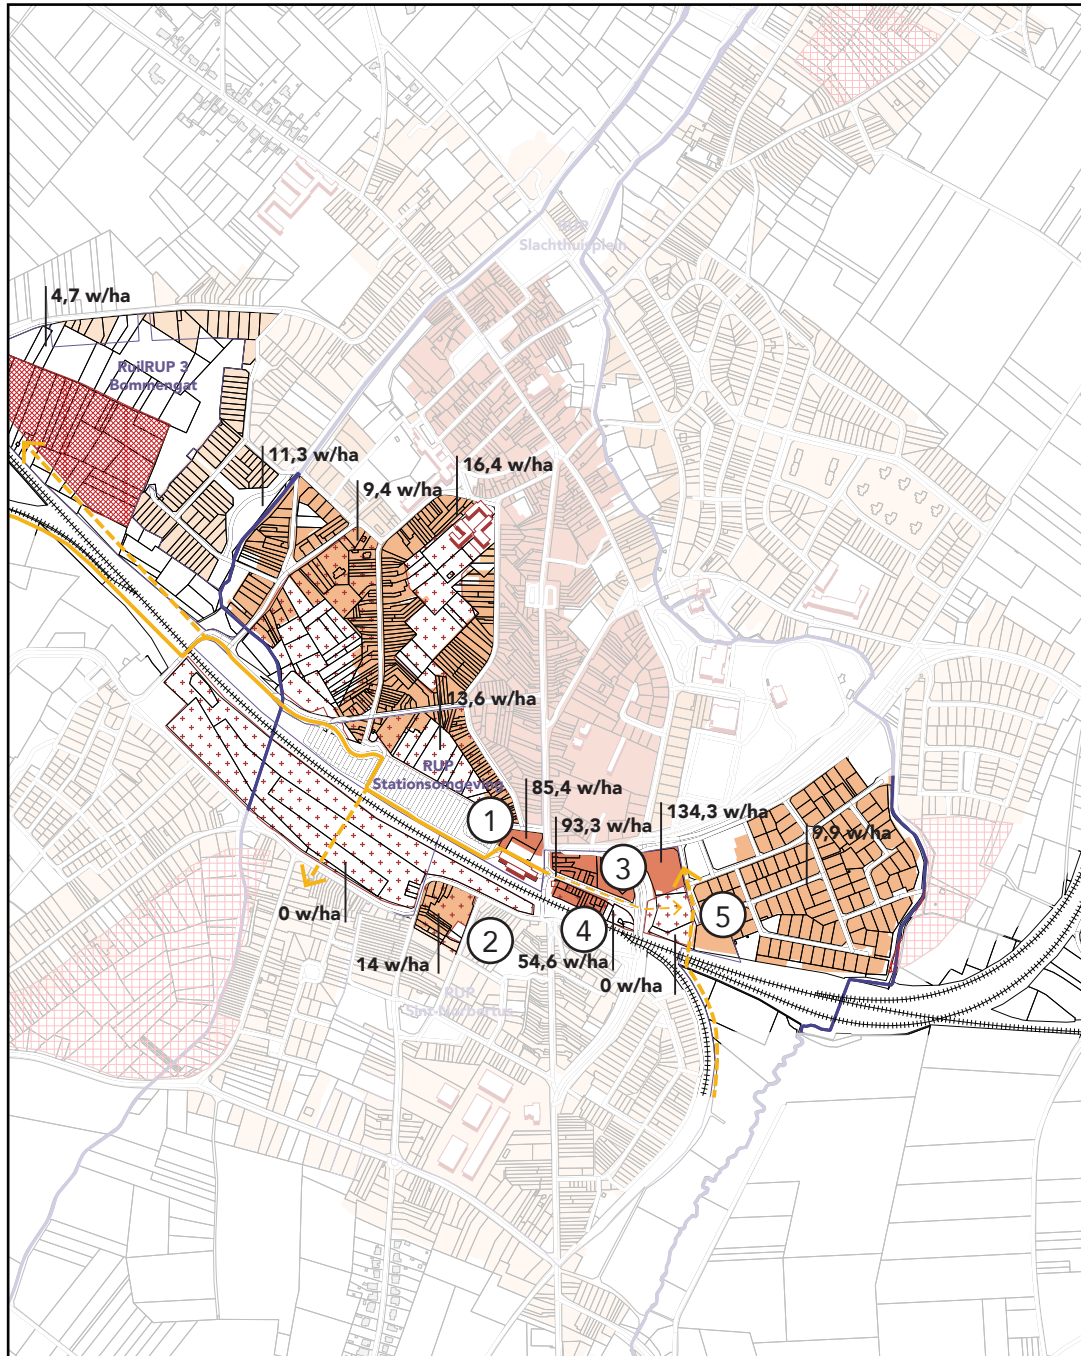 RUP
Slachthuisplein
4,7 w/ha
RuilRUP 3
Bommengat
11,3 w/ha
16,4 w/ha
9,4 w/ha
13,6 w/ha
RUP
Stationsomgeving
85,4 w/ha
1
93,3 w/ha
134,3 w/ha
9,9 w/ha
3
0 w/ha
5
4
2
14 w/ha
54,6 w/ha
0 w/ha
RUP
Sint-Norbertus